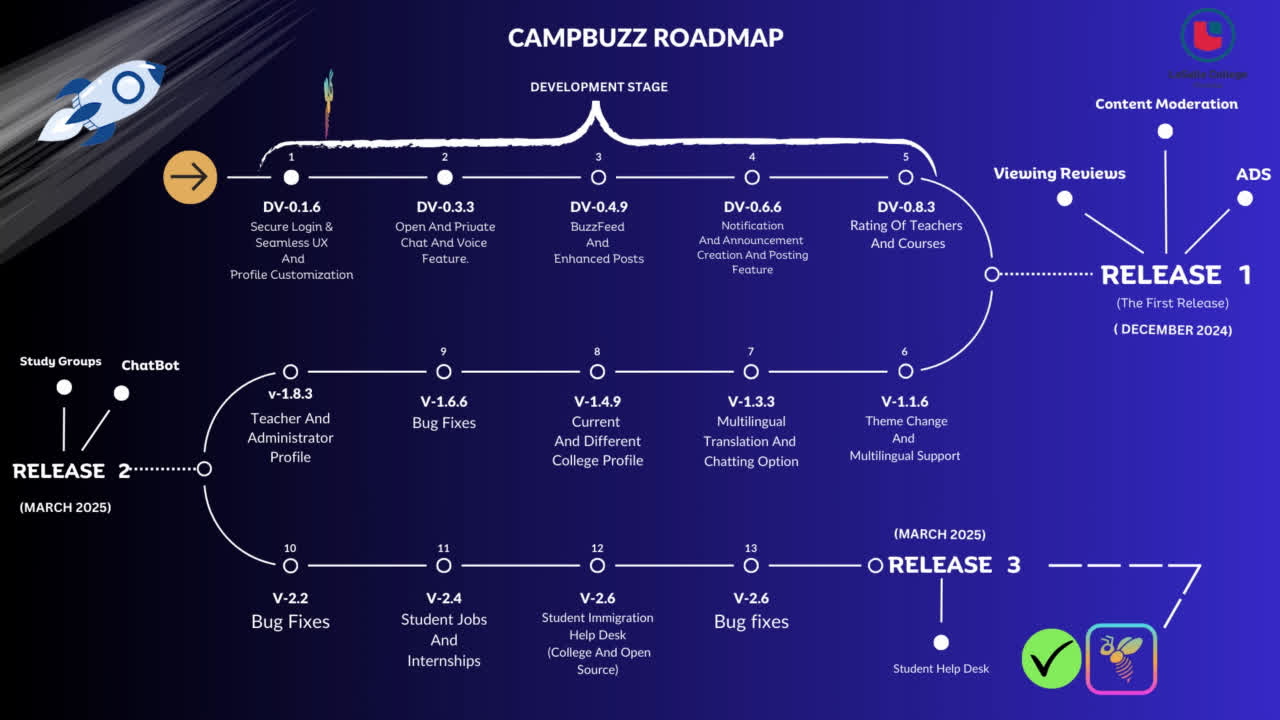 CAMPBUZZ ROADMAP
DEVELOPMENT STAGE
1
DV-0.1.6
Secure Login &
Seamless UX
And
Profile Customization
2
DV-0.3.3
Open And Private
Chat And Voice
Feature.
3
DV-0.4.9
BuzzFeed
And
Enhanced Posts
4
DV-0.6.6
Notification
And Announcement
Creation And Posting
Feature
5
DV-0.8.3
Rating Of Teachers
And Courses
Content Moderation
Viewing Reviews
ADS
RELEASE 1
(The First Release)
( DECEMBER 2024)
6
V-1.1.6
Theme Change
And
Multilingual Support
7
V-1.3.3
Multilingual
Translation And
Chatting Option
8
V-1.4.9
Current
And Different
College Profile
9
V-1.6.6
Bug Fixes
v-1.8.3
Teacher And
Administrator
Profile
Study Groups
ChatBot
RELEASE 2
(MARCH 2025)
10
V-2.2
Bug Fixes
11
V-2.4
Student Jobs
And
Internships
12
V-2.6
Student Immigration
Help Desk
(College And Open
Source)
13
V-2.6
Bug fixes
(MARCH 2025)
RELEASE 3
Student Help Desk